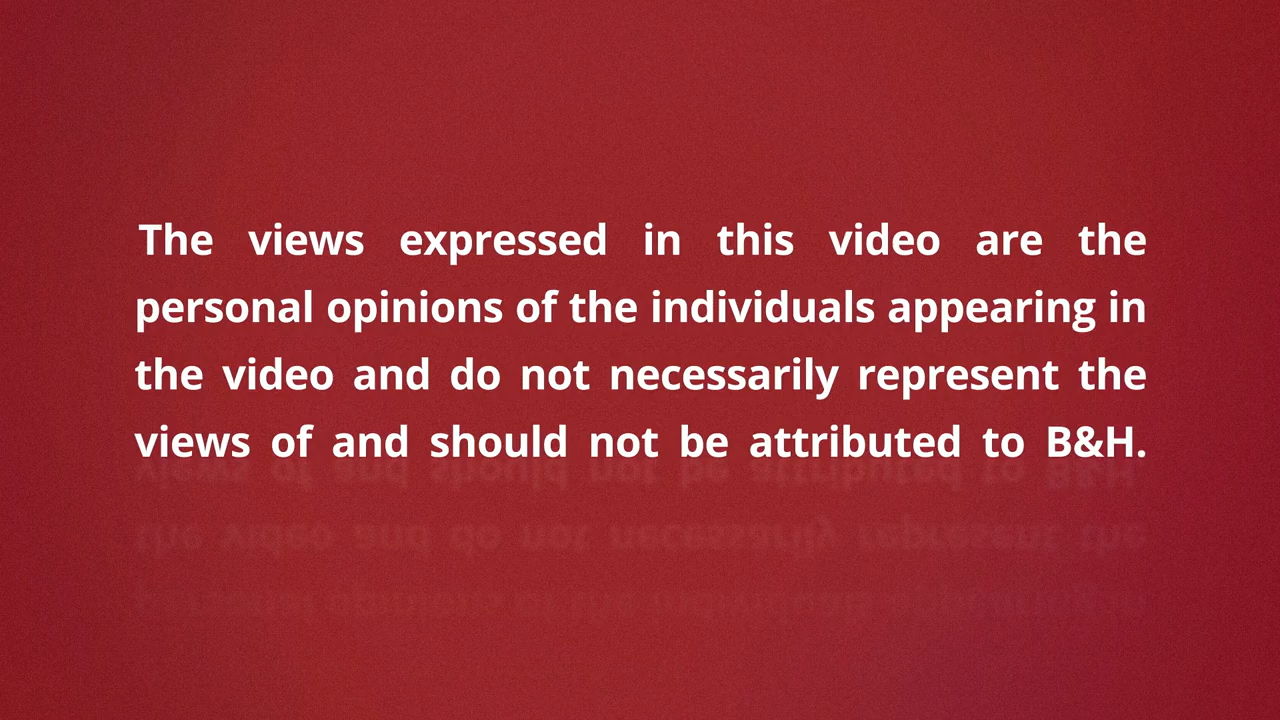 The views expressed in this video are the
personal opinions of the individuals appearing in
the video and do not necessarily represent the
views of and should not be attributed to B&H.